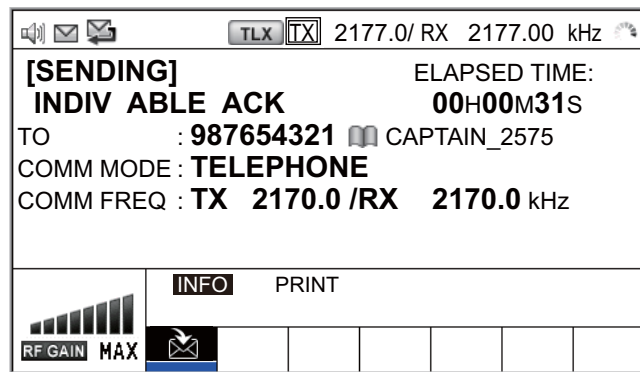 TLX TX 2177.0/ RX 2177.00 kHz
[SENDING] ELAPSED TIME:
INDIV ABLE ACK 00H00M31S
TO : 987654321 CAPTAIN_2575
COMM MODE : TELEPHONE
COMM FREQ : TX 2170.0 /RX 2170.0 kHz
INFO PRINT
RF GAIN MAX